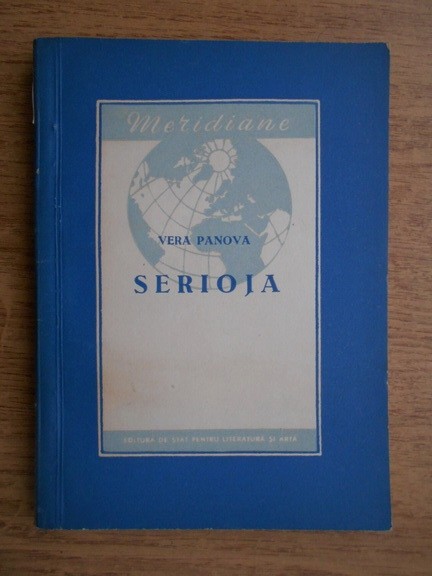 Meridiane
VERA PANOVA
SERIOJA
EDITURA DE STAT PENTRU LITERATURĂ ȘI ARTĂ